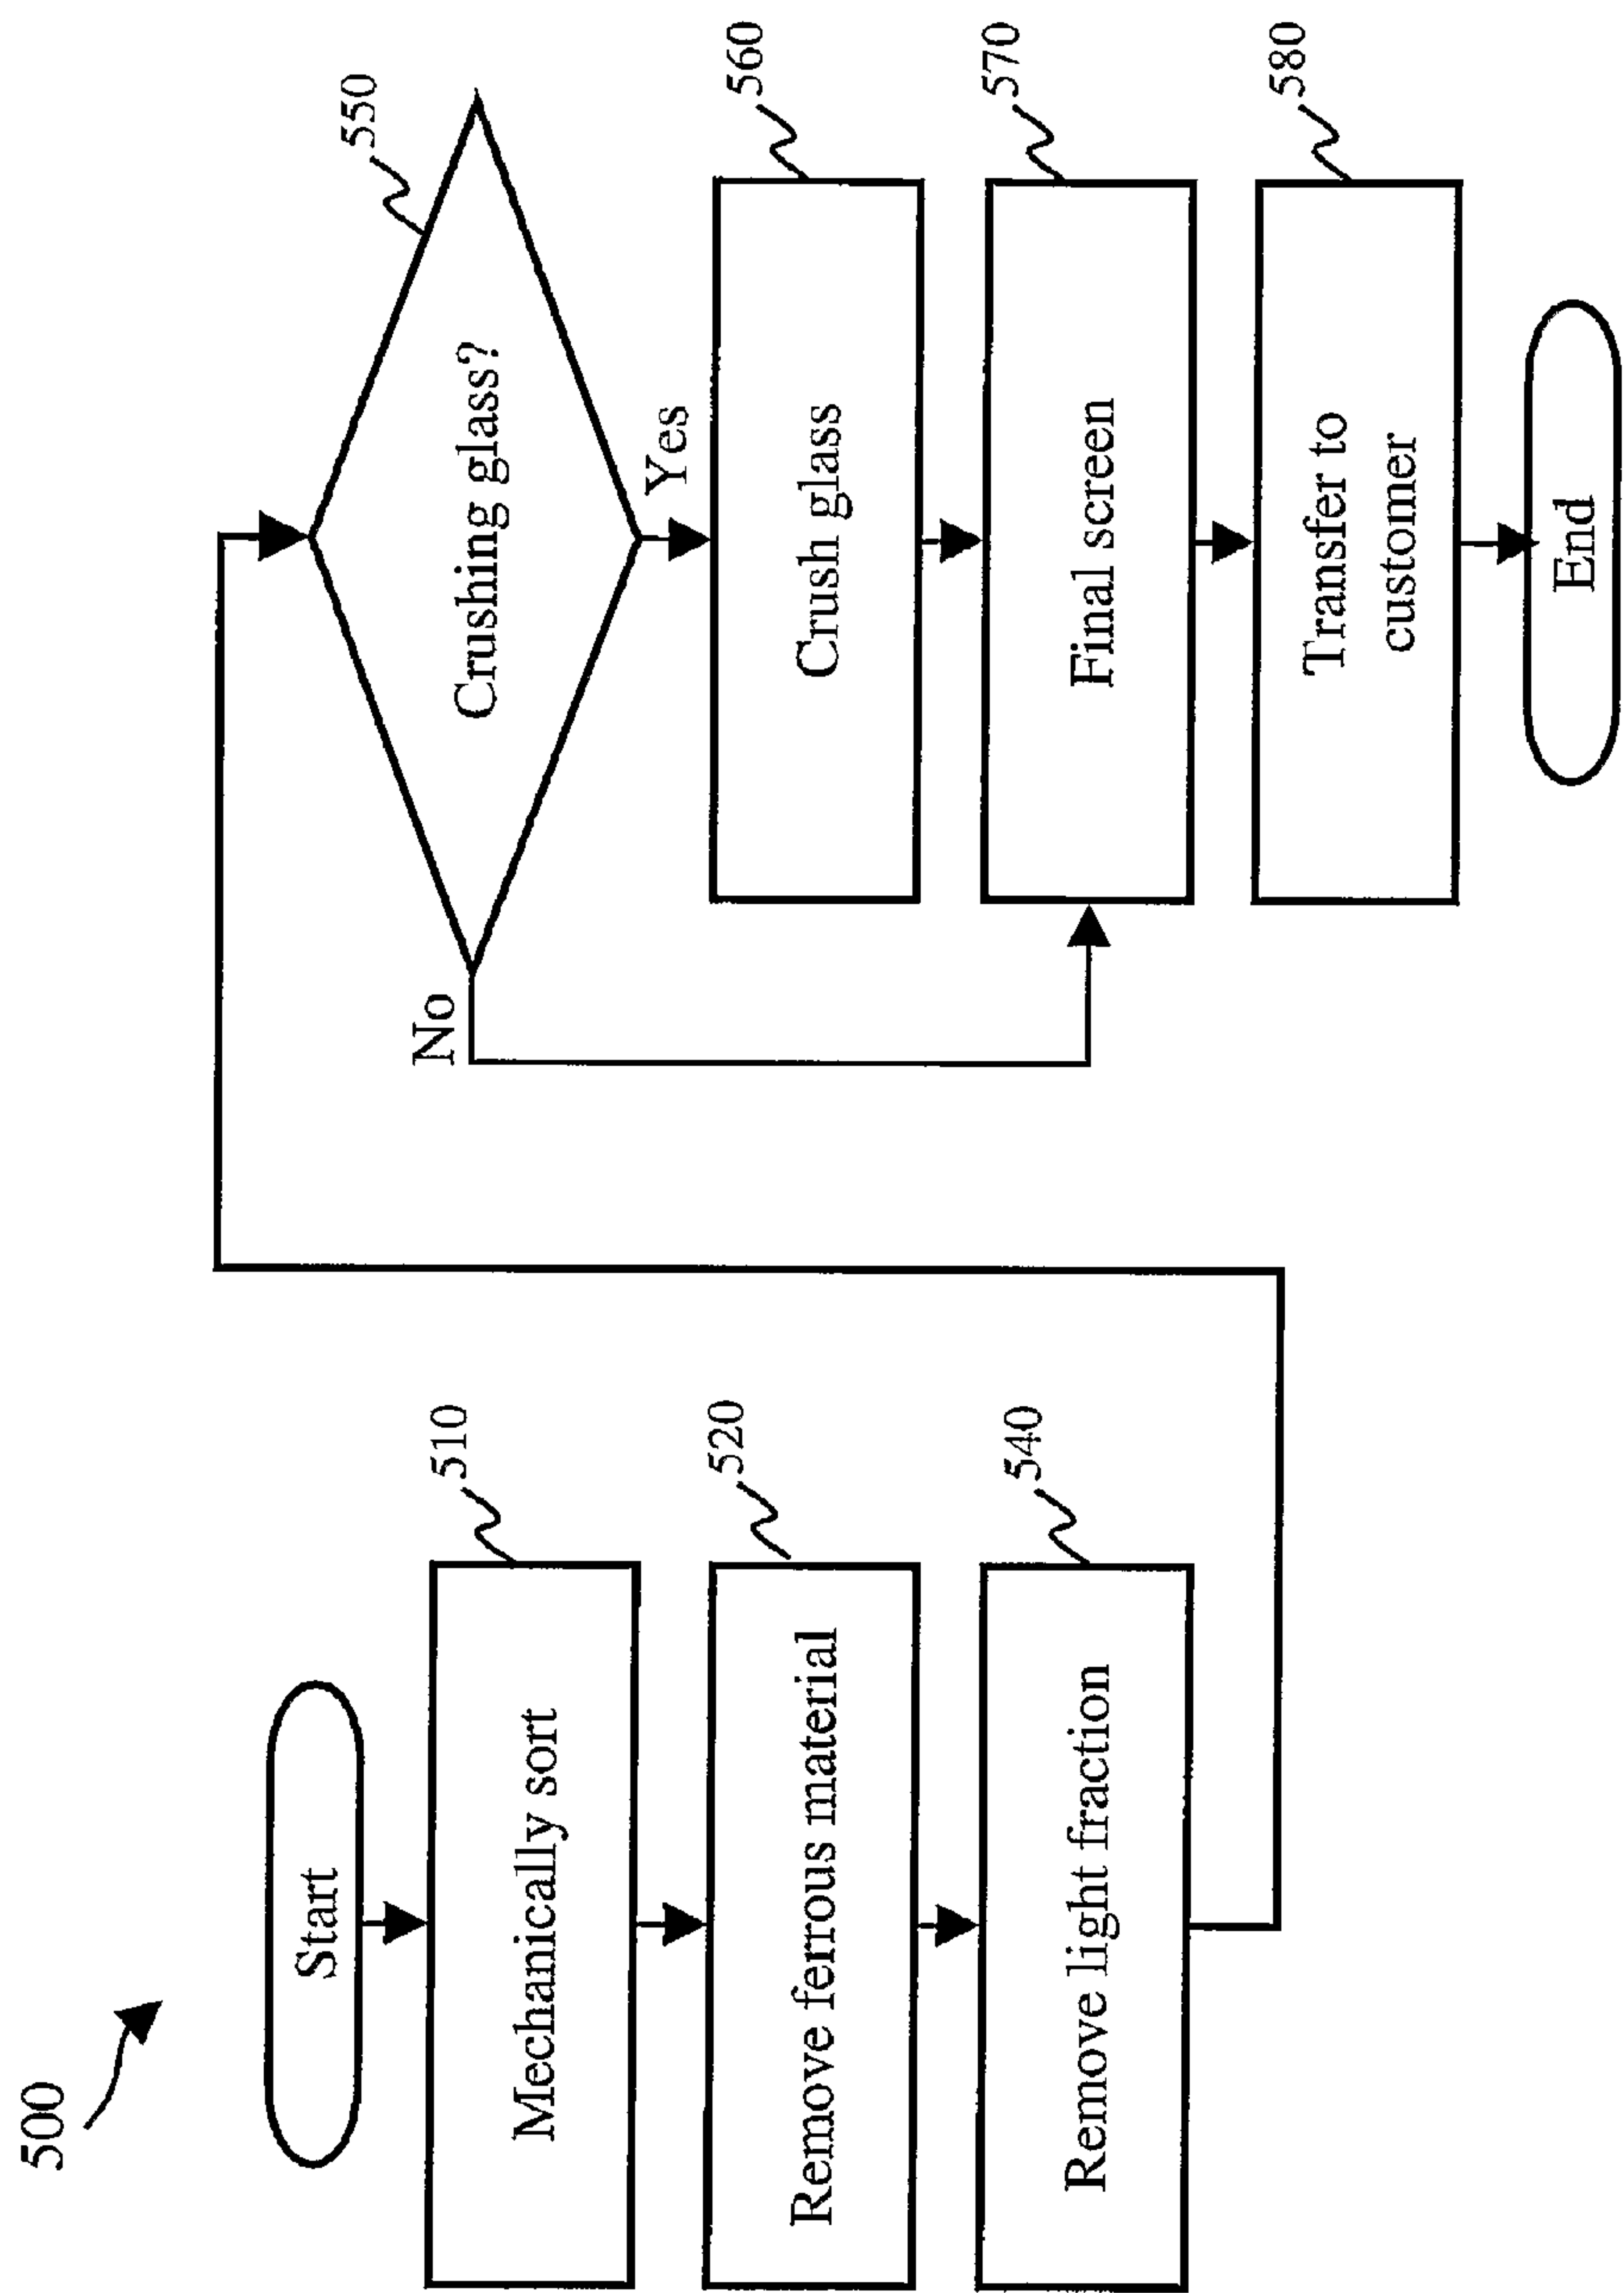 500
Start
Mechanically sort
510
Remove ferrous material
520
Remove light fraction
540
Crushing glass?
550
No
Yes
Crush glass
560
Final screen
570
Transfer to
customer
580
End